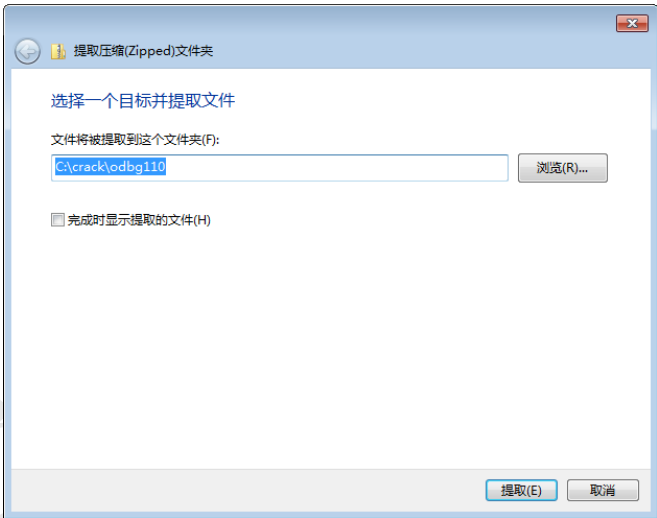 提取压缩(Zipped)文件夹
选择一个目标并提取文件
文件将被提取到这个文件夹(F):
C:\crack\odbg110
浏览(R)...
完成时显示提取的文件(H)
提取(E)
取消